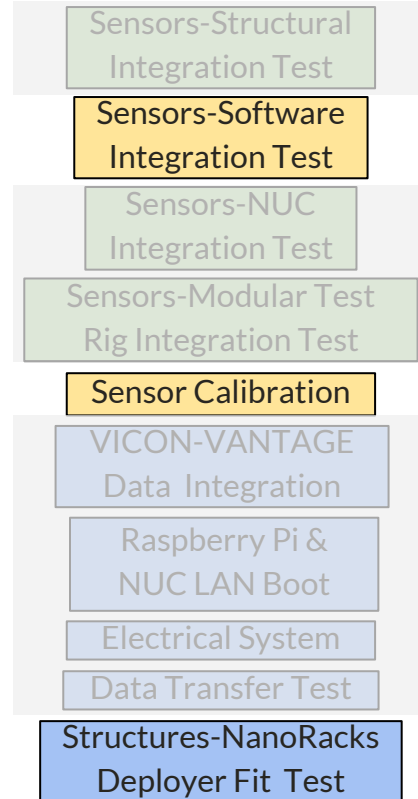 Sensors-Structural
Integration Test
Sensors-Software
Integration Test
Sensors-NUC
Integration Test
Sensors-Modular Test
Rig Integration Test
Sensor Calibration
VICON-VANTAGE
Data Integration
Raspberry Pi &
NUC LAN Boot
Electrical System
Data Transfer Test
Structures-NanoRacks
Deployer Fit Test